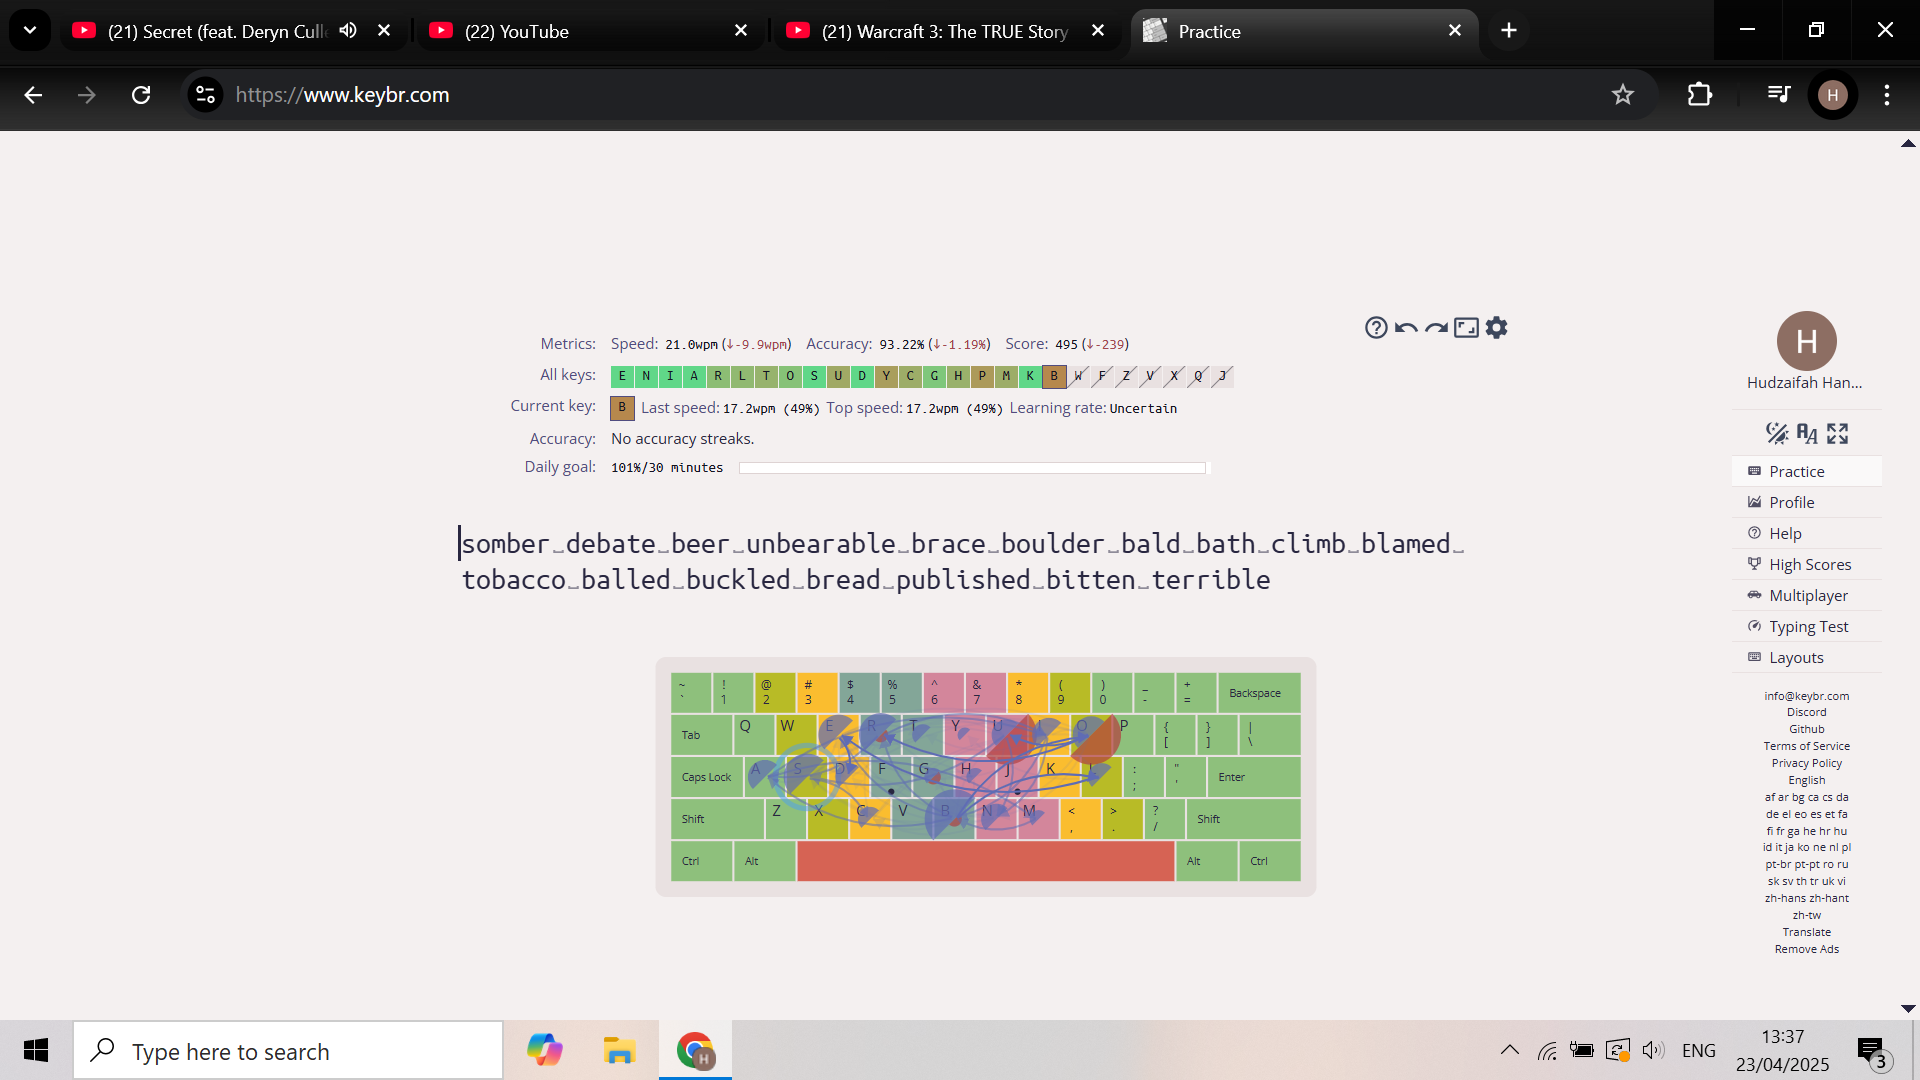 (21) Secret (feat. Deryn Culle
(22) YouTube
(21) Warcraft 3: The TRUE Story
Practice
https://www.keybr.com
H
Metrics: Speed: 21.0wpm (↓-9.9wpm) Accuracy: 93.22% (↓-1.19%) Score: 495 (↓-239)
All keys: E N I A R L T O S U D Y C G H P M K B W F Z V X Q J
Current key: B Last speed: 17.2wpm (49%) Top speed: 17.2wpm (49%) Learning rate: Uncertain
Accuracy: No accuracy streaks.
Daily goal: 101%/30 minutes
somber␣debate␣beer␣unbearable␣brace␣boulder␣bald␣bath␣climb␣blamed␣
tobacco␣balled␣buckled␣bread␣published␣bitten␣terrible
~ ! @ # $ % ^ & * ( ) _ +
` 1 2 3 4 5 6 7 8 9 0 - = Backspace
Tab Q W E R T Y U I O P { [ } ] | \
Caps Lock A S D F G H J K L : ; " ' Enter
Shift Z X C V B N M < , > . ? / Shift
Ctrl Alt Alt Ctrl
H
Hudzaifah Han...
Practice
Profile
Help
High Scores
Multiplayer
Typing Test
Layouts
info@keybr.com
Discord
Github
Terms of Service
Privacy Policy
English
af ar bg ca cs da
de el eo es et fa
fi fr ga he hr hu
id it ja ko ne nl pl
pt-br pt-pt ro ru
sk sv th tr uk vi
zh-hans zh-hant
zh-tw
Translate
Remove Ads
Type here to search
H
ENG
13:37
23/04/2025
3